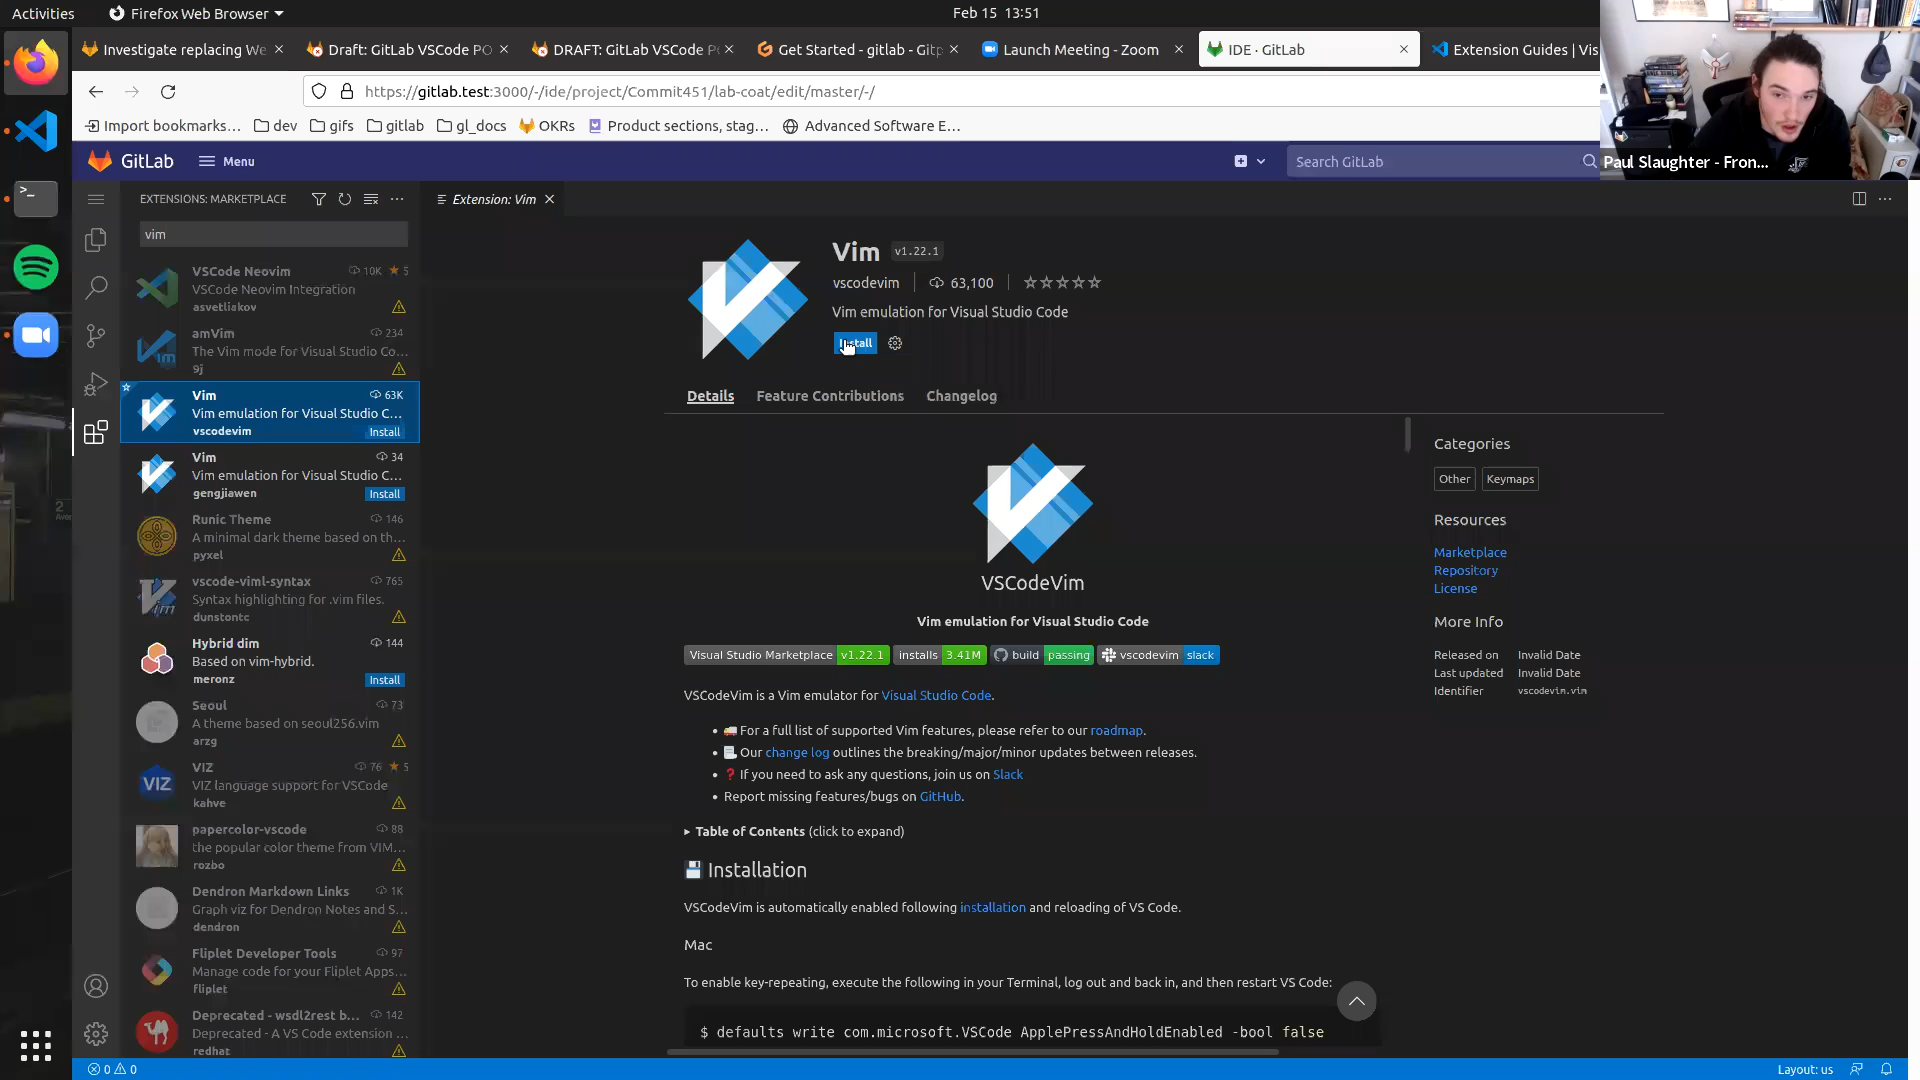 Activities
Firefox Web Browser
Feb 15 13:51
Investigate replacing We
Draft: GitLab VSCode PO
DRAFT: GitLab VSCode P
Get Started - gitlab - Gitp
Launch Meeting - Zoom
IDE · GitLab
Extension Guides | Vis
https://gitlab.test:3000/-/ide/project/Commit451/lab-coat/edit/master/-/
Import bookmarks...
dev
gifs
gitlab
gl_docs
OKRs
Product sections, stag...
Advanced Software E...
GitLab
Menu
Search GitLab
Paul Slaughter - Fron...
EXTENSIONS: MARKETPLACE
vim
VSCode Neovim 10K 5
VSCode Neovim Integration
asvetliakov
amVim 234
The Vim mode for Visual Studio Co...
9j
Vim 63K
Vim emulation for Visual Studio C...
vscodevim Install
Vim 34
Vim emulation for Visual Studio C...
gengjiawen Install
Runic Theme 146
A minimal dark theme based on th...
pyxel
vscode-viml-syntax 765
Syntax highlighting for .vim files.
dunstontc
Hybrid dim 144
Based on vim-hybrid.
meronz Install
Seoul 73
A theme based on seoul256.vim
arzg
VIZ 76 5
VIZ language support for VSCode
kahve
papercolor-vscode 88
the popular color theme from VIM...
rozbo
Dendron Markdown Links 1K
Graph viz for Dendron Notes and S...
dendron
Fliplet Developer Tools 97
Manage code for your Fliplet Apps...
fliplet
Deprecated - wsdl2rest b... 142
Deprecated - A VS Code extension ...
redhat
Extension: Vim
Vim v1.22.1
vscodevim 63,100
Vim emulation for Visual Studio Code
Install
Details Feature Contributions Changelog
VSCodeVim
Vim emulation for Visual Studio Code
Visual Studio Marketplace v1.22.1 installs 3.41M build passing vscodevim slack
VSCodeVim is a Vim emulator for Visual Studio Code.
• 🚚 For a full list of supported Vim features, please refer to our roadmap.
• 📃 Our change log outlines the breaking/major/minor updates between releases.
• ❓ If you need to ask any questions, join us on Slack
• Report missing features/bugs on GitHub.
▸ Table of Contents (click to expand)
💾 Installation
VSCodeVim is automatically enabled following installation and reloading of VS Code.
Mac
To enable key-repeating, execute the following in your Terminal, log out and back in, and then restart VS Code:
$ defaults write com.microsoft.VSCode ApplePressAndHoldEnabled -bool false
Categories
Other Keymaps
Resources
Marketplace
Repository
License
More Info
Released on Invalid Date
Last updated Invalid Date
Identifier vscodevim.vim
0 0
Layout: us